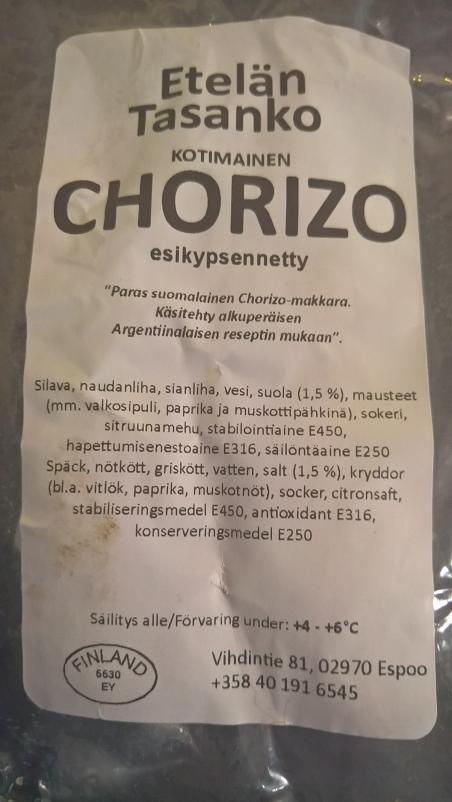 Etelän
Tasanko
KOTIMAINEN
CHORIZO
esikypsennetty
"Paras suomalainen Chorizo-makkara.
Käsitehty alkuperäisen
Argentiinalaisen reseptin mukaan".
Silava, naudanliha, sianliha, vesi, suola (1,5 %), mausteet
(mm. valkosipuli, paprika ja muskottipähkinä), sokeri,
sitruunamehu, stabilointiaine E450,
hapettumisenestoaine E316, säilöntäaine E250
Späck, nötkött, griskött, vatten, salt (1,5 %), kryddor
(bl.a. vitlök, paprika, muskotnöt), socker, citronsaft,
stabiliseringsmedel E450, antioxidant E316,
konserveringsmedel E250
Säilitys alle/Förvaring under: +4 - +6°C
FINLAND
6630
EY
Vihdintie 81, 02970 Espoo
+358 40 191 6545